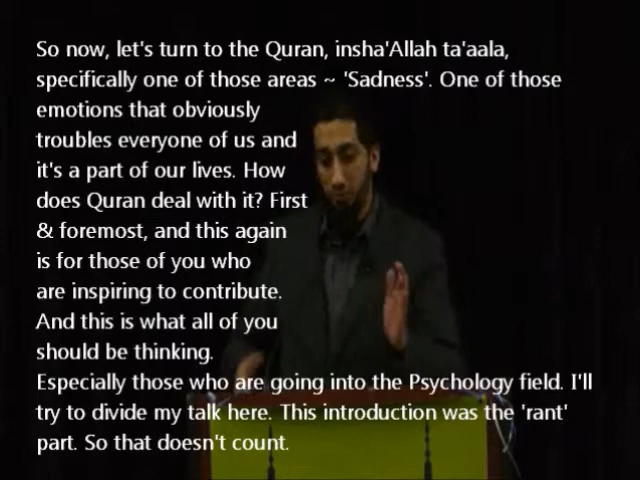 So now, let's turn to the Quran, insha'Allah ta'aala,
specifically one of those areas ~ 'Sadness'. One of those
emotions that obviously
troubles everyone of us and
it's a part of our lives. How
does Quran deal with it? First
& foremost, and this again
is for those of you who
are inspiring to contribute.
And this is what all of you
should be thinking.
Especially those who are going into the Psychology field. I'll
try to divide my talk here. This introduction was the 'rant'
part. So that doesn't count.